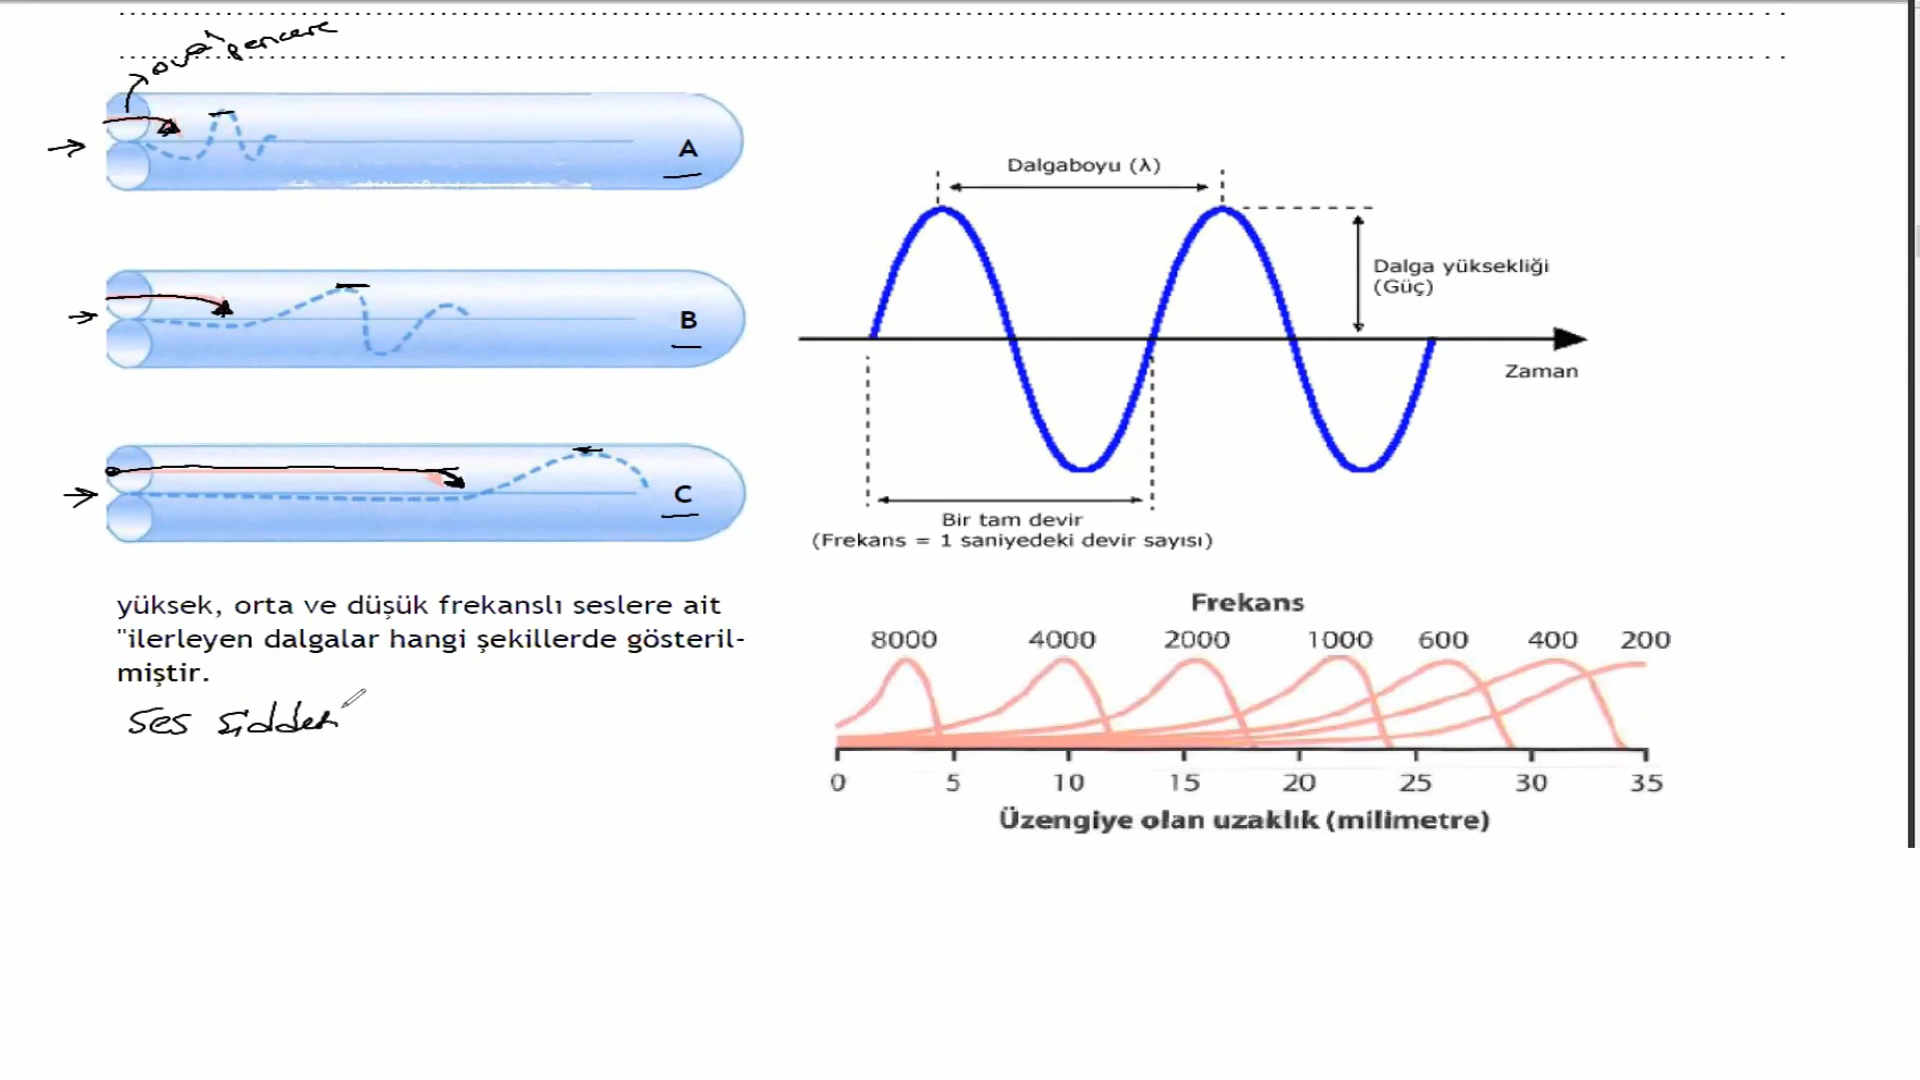 oval pencere
A
B
C
yüksek, orta ve düşük frekanslı seslere ait
"ilerleyen dalgalar hangi şekillerde gösteril-
miştir.
Ses şiddeti
Dalgaboyu (λ)
Dalga yüksekliği
(Güç)
Zaman
Bir tam devir
(Frekans = 1 saniyedeki devir sayısı)
Frekans
8000 4000 2000 1000 600 400 200
0 5 10 15 20 25 30 35
Üzengiye olan uzaklık (milimetre)